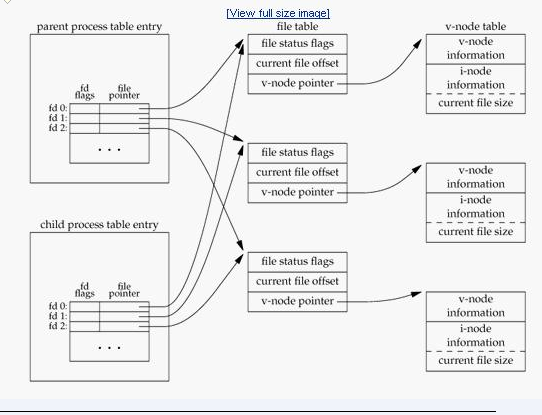 [View full size image]
parent process table entry
fd
flags
file
pointer
fd 0:
fd 1:
fd 2:
. . .
child process table entry
fd
flags
file
pointer
fd 0:
fd 1:
fd 2:
. . .
file table
file status flags
current file offset
v-node pointer
file status flags
current file offset
v-node pointer
file status flags
current file offset
v-node pointer
v-node table
v-node
information
i-node
information
current file size
v-node
information
i-node
information
current file size
v-node
information
i-node
information
current file size